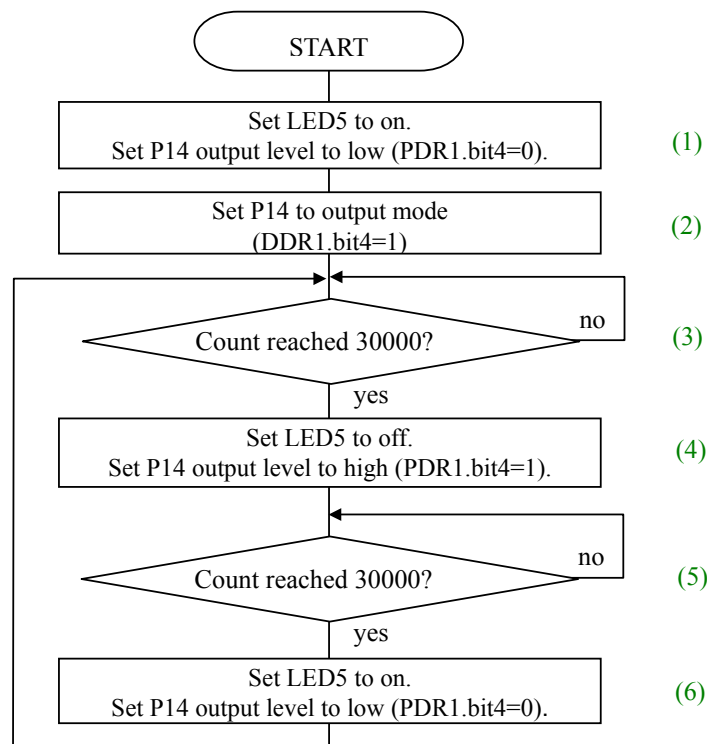 START
Set LED5 to on.
Set P14 output level to low (PDR1.bit4=0).
(1)
Set P14 to output mode
(DDR1.bit4=1)
(2)
Count reached 30000?
no
(3)
yes
Set LED5 to off.
Set P14 output level to high (PDR1.bit4=1).
(4)
Count reached 30000?
no
(5)
yes
Set LED5 to on.
Set P14 output level to low (PDR1.bit4=0).
(6)